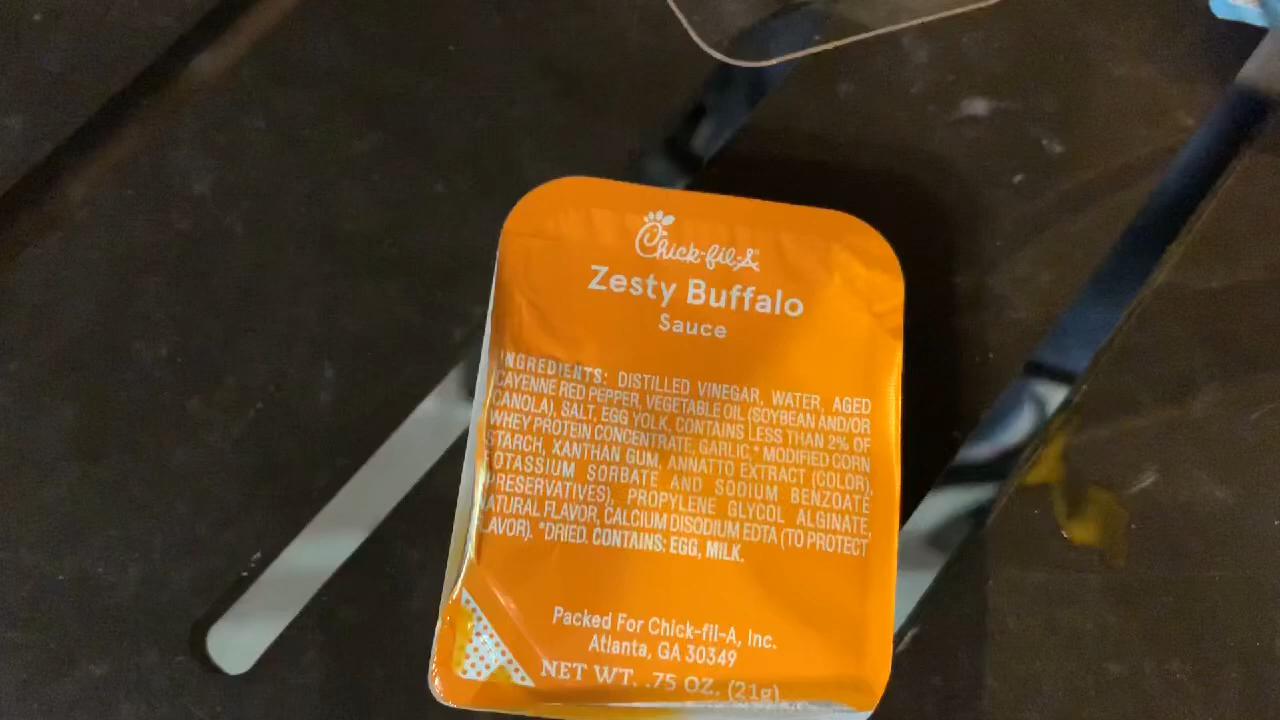 Chick-fil-A®
Zesty Buffalo
Sauce
INGREDIENTS: DISTILLED VINEGAR, WATER, AGED
CAYENNE RED PEPPER, VEGETABLE OIL (SOYBEAN AND/OR
CANOLA), SALT, EGG YOLK, CONTAINS LESS THAN 2% OF
WHEY PROTEIN CONCENTRATE, GARLIC,* MODIFIED CORN
STARCH, XANTHAN GUM, ANNATTO EXTRACT (COLOR),
POTASSIUM SORBATE AND SODIUM BENZOATE
PRESERVATIVES), PROPYLENE GLYCOL ALGINATE,
NATURAL FLAVOR, CALCIUM DISODIUM EDTA (TO PROTECT
FLAVOR). *DRIED. CONTAINS: EGG, MILK.
Packed For Chick-fil-A, Inc.
Atlanta, GA 30349
NET WT. .75 OZ. (21g)